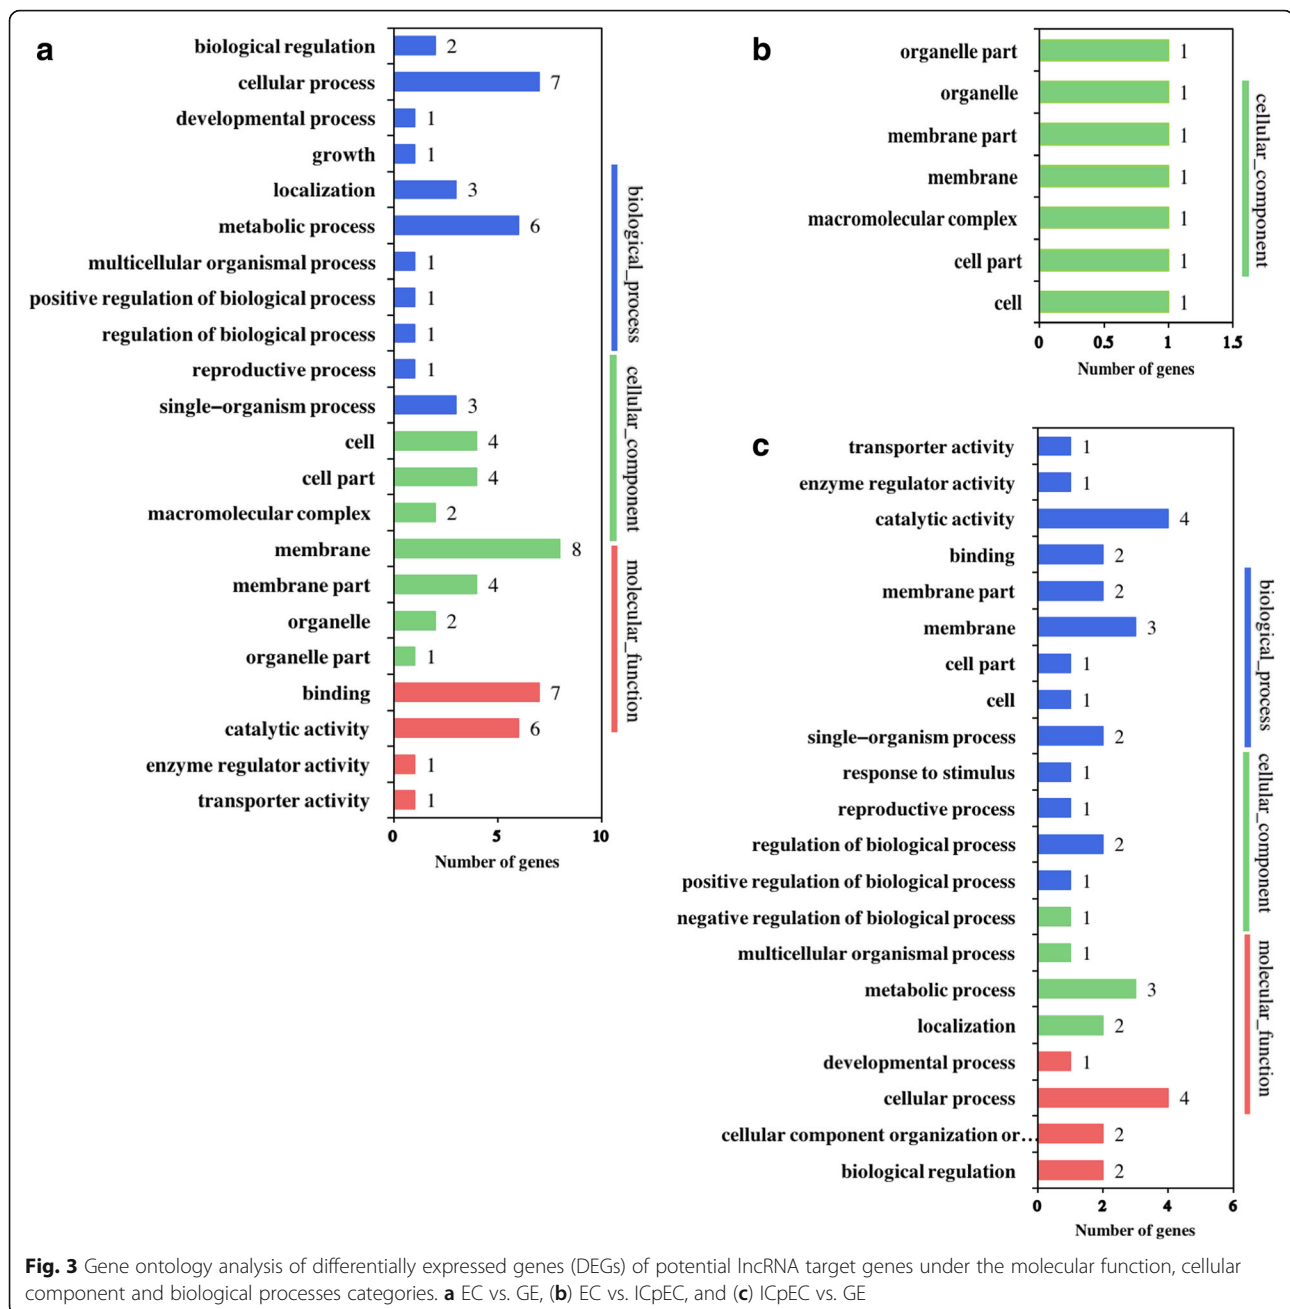 a
biological regulation 2
cellular process 7
developmental process 1
growth 1
localization 3
metabolic process 6
multicellular organismal process 1
positive regulation of biological process 1
regulation of biological process 1
reproductive process 1
single–organism process 3
cell 4
cell part 4
macromolecular complex 2
membrane 8
membrane part 4
organelle 2
organelle part 1
binding 7
catalytic activity 6
enzyme regulator activity 1
transporter activity 1
0 5 10
Number of genes
biological_process
cellular_component
molecular_function
b
organelle part 1
organelle 1
membrane part 1
membrane 1
macromolecular complex 1
cell part 1
cell 1
0 0.5 1 1.5
Number of genes
cellular_component
c
transporter activity 1
enzyme regulator activity 1
catalytic activity 4
binding 2
membrane part 2
membrane 3
cell part 1
cell 1
single–organism process 2
response to stimulus 1
reproductive process 1
regulation of biological process 2
positive regulation of biological process 1
negative regulation of biological process 1
multicellular organismal process 1
metabolic process 3
localization 2
developmental process 1
cellular process 4
cellular component organization or… 2
biological regulation 2
0 2 4 6
Number of genes
biological_process
cellular_component
molecular_function
Fig. 3 Gene ontology analysis of differentially expressed genes (DEGs) of potential lncRNA target genes under the molecular function, cellular
component and biological processes categories. a EC vs. GE, (b) EC vs. ICpEC, and (c) ICpEC vs. GE